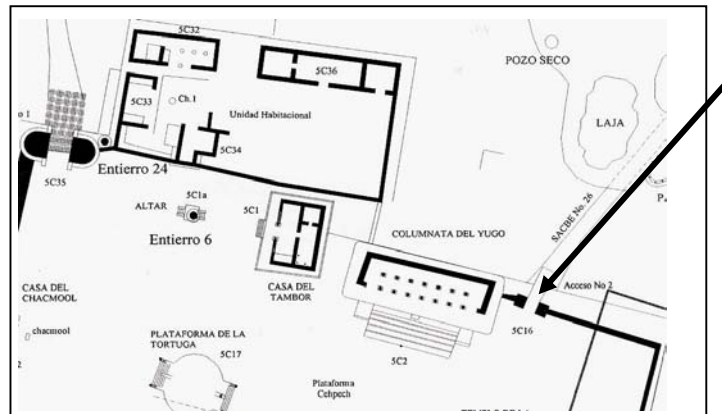 5C32
5C36
POZO SECO
5C33
Ch.1
Unidad Habitacional
LAJA
o 1
5C34
Entierro 24
5C35
5C1a
ALTAR
5C1
SACBE No. 26
Entierro 6
COLUMNATA DEL YUGO
CASA DEL
CHACMOOL
CASA DEL
TAMBOR
Acceso No 2
chacmool
PLATAFORMA DE LA
TORTUGA
5C17
5C16
5C2
Plataforma
Cehpech